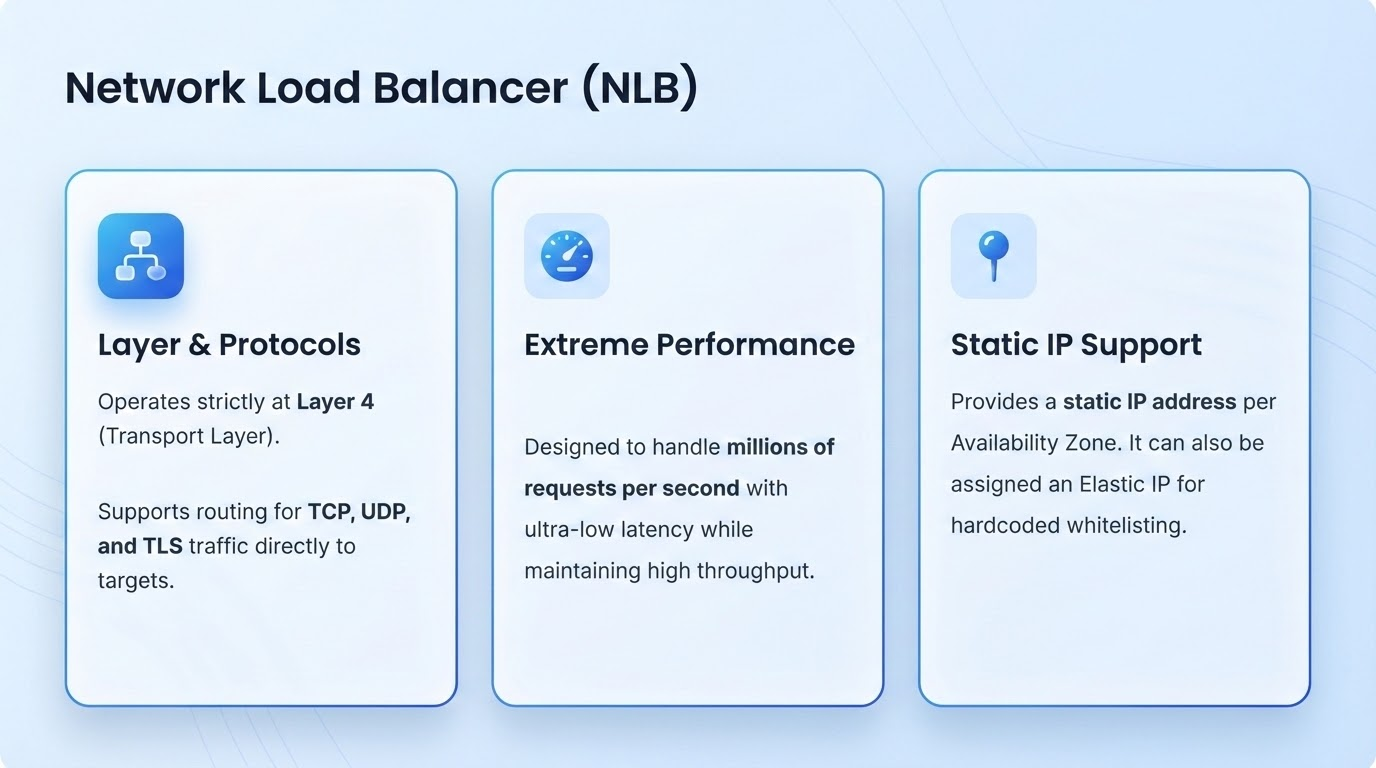 Network Load Balancer (NLB)
Layer & Protocols
Operates strictly at Layer 4
(Transport Layer).
Supports routing for TCP, UDP,
and TLS traffic directly to
targets.
Extreme Performance
Designed to handle millions of
requests per second with
ultra-low latency while
maintaining high throughput.
Static IP Support
Provides a static IP address per
Availability Zone. It can also be
assigned an Elastic IP for
hardcoded whitelisting.